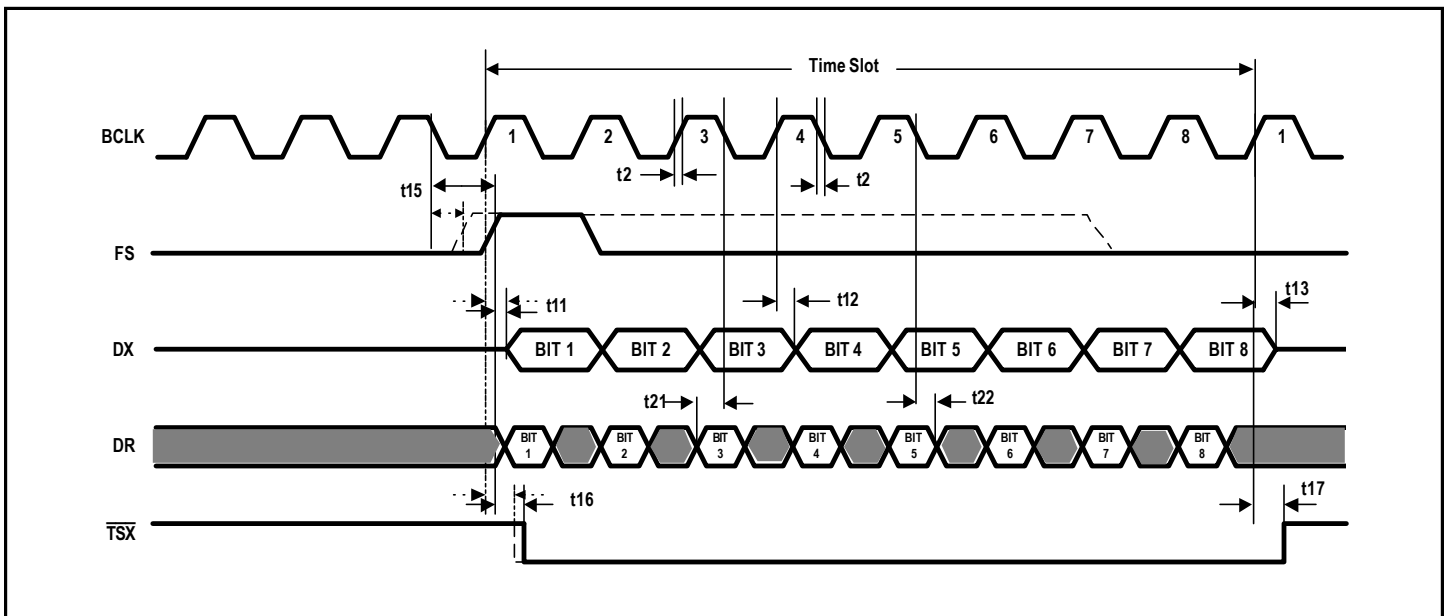 Time Slot
BCLK 1 2 3 4 5 6 7 8 1
t2 t2
t15
FS
t11 t12 t13
DX BIT 1 BIT 2 BIT 3 BIT 4 BIT 5 BIT 6 BIT 7 BIT 8
t21 t22
DR BIT 1 BIT 2 BIT 3 BIT 4 BIT 5 BIT 6 BIT 7 BIT 8
t16 t17
TSX